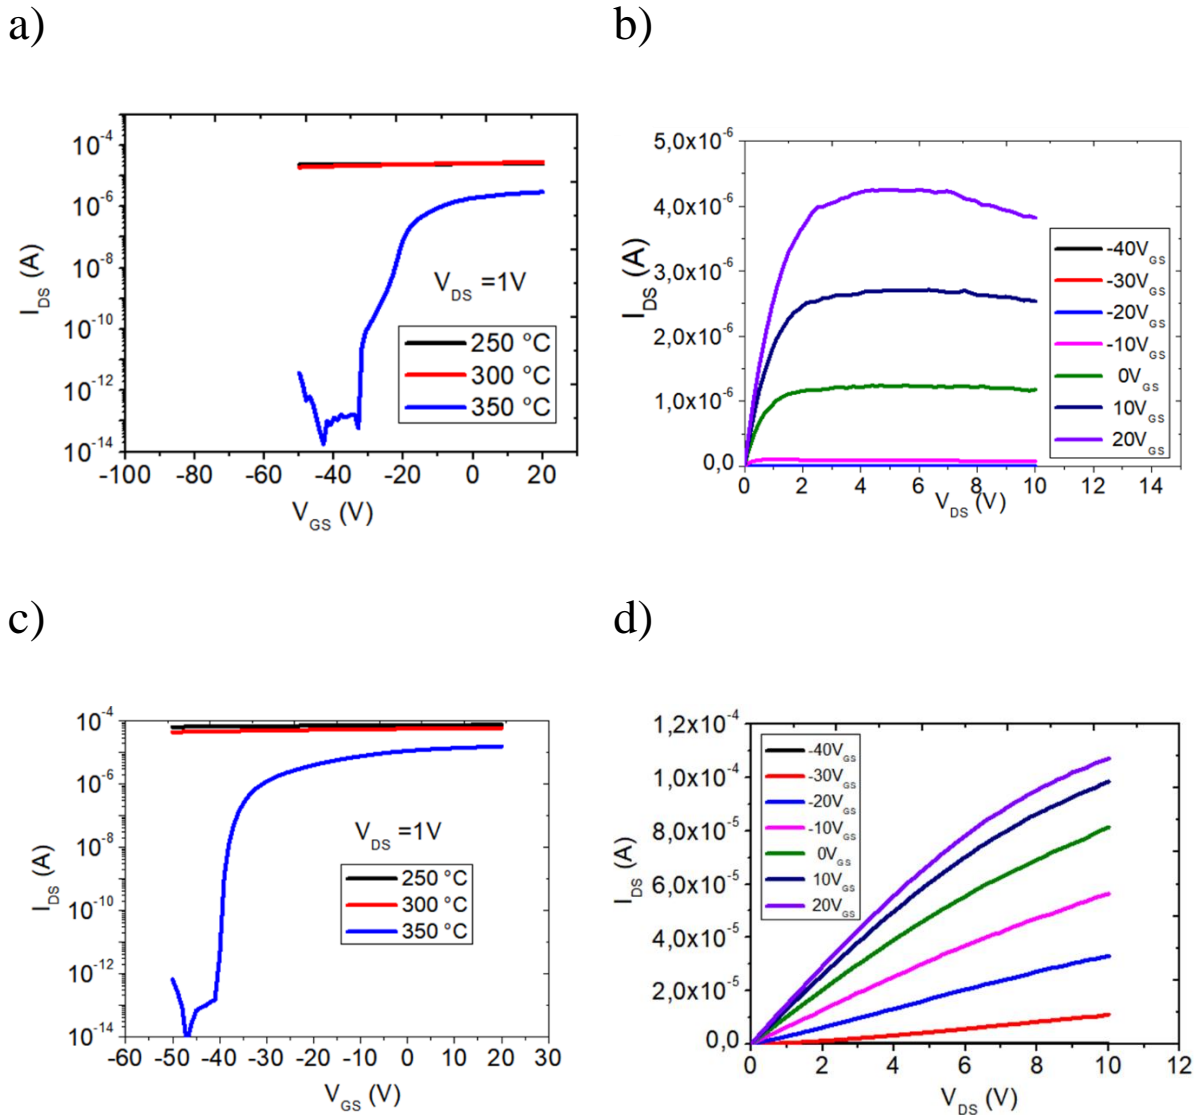 a)
10⁻⁴
10⁻⁶
10⁻⁸
10⁻¹⁰
10⁻¹²
10⁻¹⁴
I_DS (A)
V_DS =1V
250 °C
300 °C
350 °C
-100 -80 -60 -40 -20 0 20
V_GS (V)
b)
5,0x10⁻⁶
4,0x10⁻⁶
3,0x10⁻⁶
2,0x10⁻⁶
1,0x10⁻⁶
0,0
I_DS (A)
-40V_GS
-30V_GS
-20V_GS
-10V_GS
0V_GS
10V_GS
20V_GS
0 2 4 6 8 10 12 14
V_DS (V)
c)
10⁻⁴
10⁻⁶
10⁻⁸
10⁻¹⁰
10⁻¹²
10⁻¹⁴
I_DS (A)
V_DS =1V
250 °C
300 °C
350 °C
-60 -50 -40 -30 -20 -10 0 10 20 30
V_GS (V)
d)
1,2x10⁻⁴
1,0x10⁻⁴
8,0x10⁻⁵
6,0x10⁻⁵
4,0x10⁻⁵
2,0x10⁻⁵
0,0
I_DS (A)
-40V_GS
-30V_GS
-20V_GS
-10V_GS
0V_GS
10V_GS
20V_GS
0 2 4 6 8 10 12
V_DS (V)